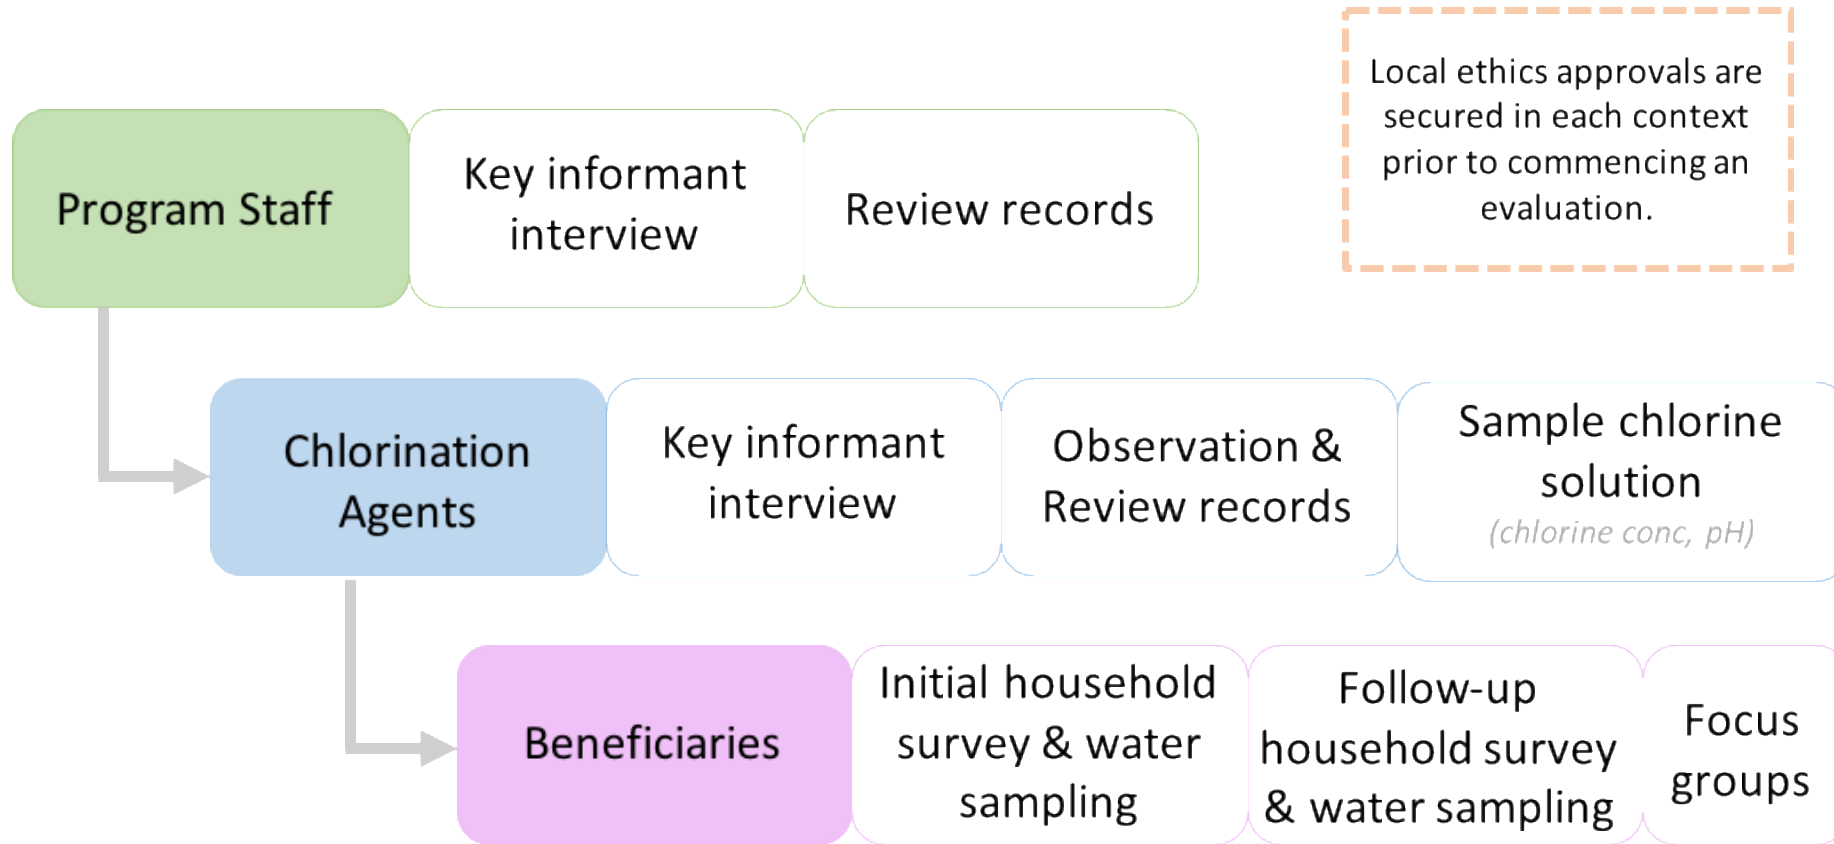 Local ethics approvals are
secured in each context
prior to commencing an
evaluation.
Program Staff
Key informant
interview
Review records
Chlorination
Agents
Key informant
interview
Observation &
Review records
Sample chlorine
solution
(chlorine conc, pH)
Beneficiaries
Initial household
survey & water
sampling
Follow-up
household survey
& water sampling
Focus
groups